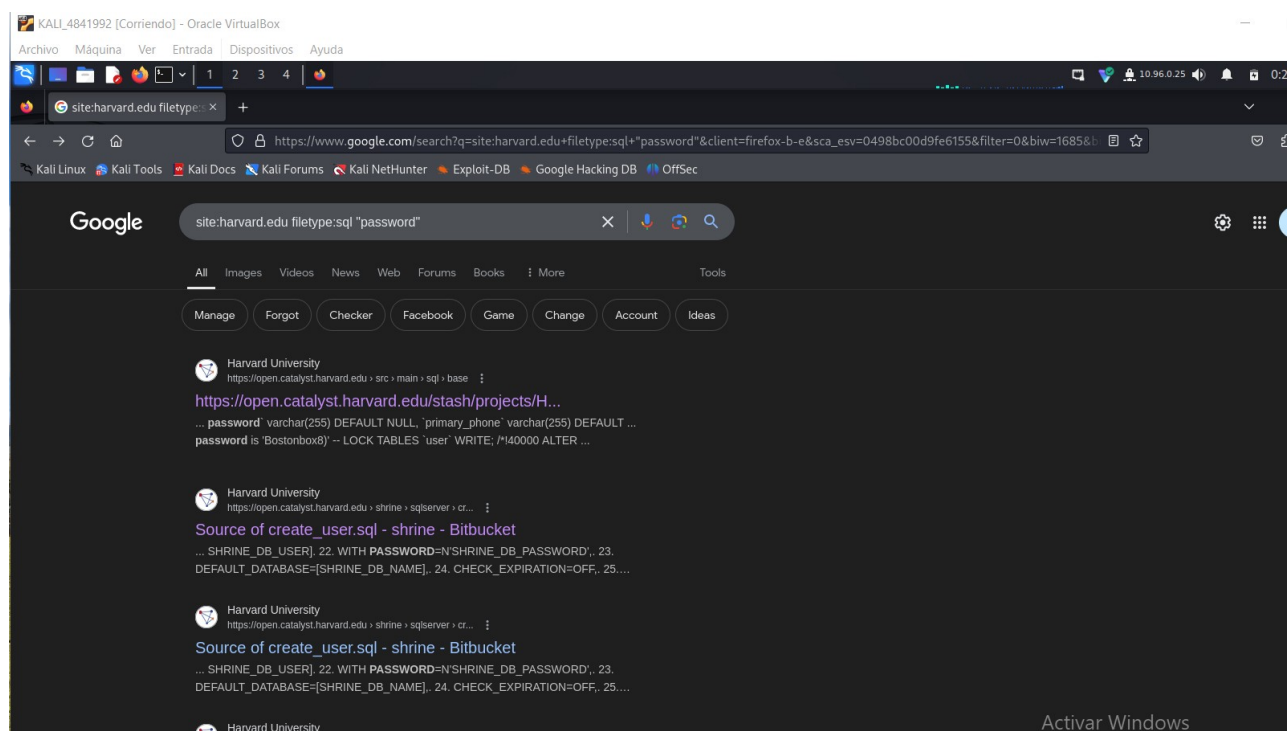 KALI_4841992 [Corriendo] - Oracle VirtualBox
Archivo Máquina Ver Entrada Dispositivos Ayuda
1 2 3 4
10.96.0.25
0:2
site:harvard.edu filetype:s
https://www.google.com/search?q=site:harvard.edu+filetype:sql+"password"&client=firefox-b-e&sca_esv=0498bc00d9fe6155&filter=0&biw=1685&b
Kali Linux Kali Tools Kali Docs Kali Forums Kali NetHunter Exploit-DB Google Hacking DB OffSec
Google
site:harvard.edu filetype:sql "password"
All Images Videos News Web Forums Books More Tools
Manage Forgot Checker Facebook Game Change Account Ideas
Harvard University
https://open.catalyst.harvard.edu › src › main › sql › base
https://open.catalyst.harvard.edu/stash/projects/H...
... password` varchar(255) DEFAULT NULL, `primary_phone` varchar(255) DEFAULT ...
password is 'Bostonbox8)' -- LOCK TABLES `user` WRITE; /*!40000 ALTER ...
Harvard University
https://open.catalyst.harvard.edu › shrine › sqlserver › cr...
Source of create_user.sql - shrine - Bitbucket
... SHRINE_DB_USER]. 22. WITH PASSWORD=N'SHRINE_DB_PASSWORD',. 23.
DEFAULT_DATABASE=[SHRINE_DB_NAME],. 24. CHECK_EXPIRATION=OFF,. 25....
Harvard University
https://open.catalyst.harvard.edu › shrine › sqlserver › cr...
Source of create_user.sql - shrine - Bitbucket
... SHRINE_DB_USER]. 22. WITH PASSWORD=N'SHRINE_DB_PASSWORD',. 23.
DEFAULT_DATABASE=[SHRINE_DB_NAME],. 24. CHECK_EXPIRATION=OFF,. 25....
Harvard University
Activar Windows